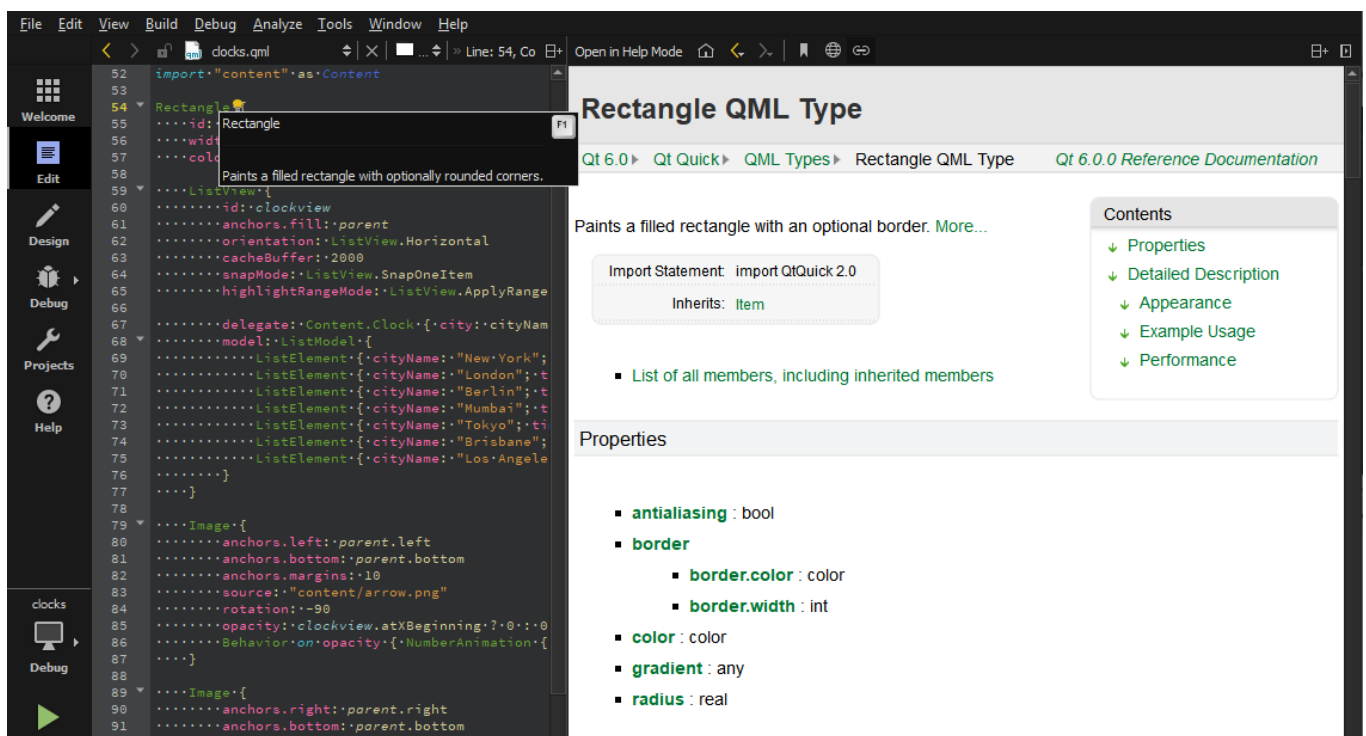 File Edit View Build Debug Analyze Tools Window Help
clocks.qml ... » Line: 54, Co Open in Help Mode
Welcome
Edit
Design
Debug
Projects
Help
clocks
Debug
52 import·"content"·as·Content
53
54 Rectangle
55 ····id:·
56 ····widt
57 ····colo
58
59 ····ListView·{
60 ········id:·clockview
61 ········anchors.fill:·parent
62 ········orientation:·ListView.Horizontal
63 ········cacheBuffer:·2000
64 ········snapMode:·ListView.SnapOneItem
65 ········highlightRangeMode:·ListView.ApplyRange
66
67 ········delegate:·Content.Clock·{·city:·cityNam
68 ········model:·ListModel·{
69 ············ListElement·{·cityName:·"New·York";
70 ············ListElement·{·cityName:·"London";·t
71 ············ListElement·{·cityName:·"Berlin";·t
72 ············ListElement·{·cityName:·"Mumbai";·t
73 ············ListElement·{·cityName:·"Tokyo";·ti
74 ············ListElement·{·cityName:·"Brisbane";
75 ············ListElement·{·cityName:·"Los·Angele
76 ········}
77 ····}
78
79 ····Image·{
80 ········anchors.left:·parent.left
81 ········anchors.bottom:·parent.bottom
82 ········anchors.margins:·10
83 ········source:·"content/arrow.png"
84 ········rotation:·-90
85 ········opacity:·clockview.atXBeginning·?·0·:·0
86 ········Behavior·on·opacity·{·NumberAnimation·{
87 ····}
88
89 ····Image·{
90 ········anchors.right:·parent.right
91 ········anchors.bottom:·parent.bottom
Rectangle F1
Paints a filled rectangle with optionally rounded corners.
Rectangle QML Type
Qt 6.0 Qt Quick QML Types Rectangle QML Type Qt 6.0.0 Reference Documentation
Paints a filled rectangle with an optional border. More...
Import Statement: import QtQuick 2.0
Inherits: Item
List of all members, including inherited members
Contents
Properties
Detailed Description
Appearance
Example Usage
Performance
Properties
antialiasing : bool
border
border.color : color
border.width : int
color : color
gradient : any
radius : real